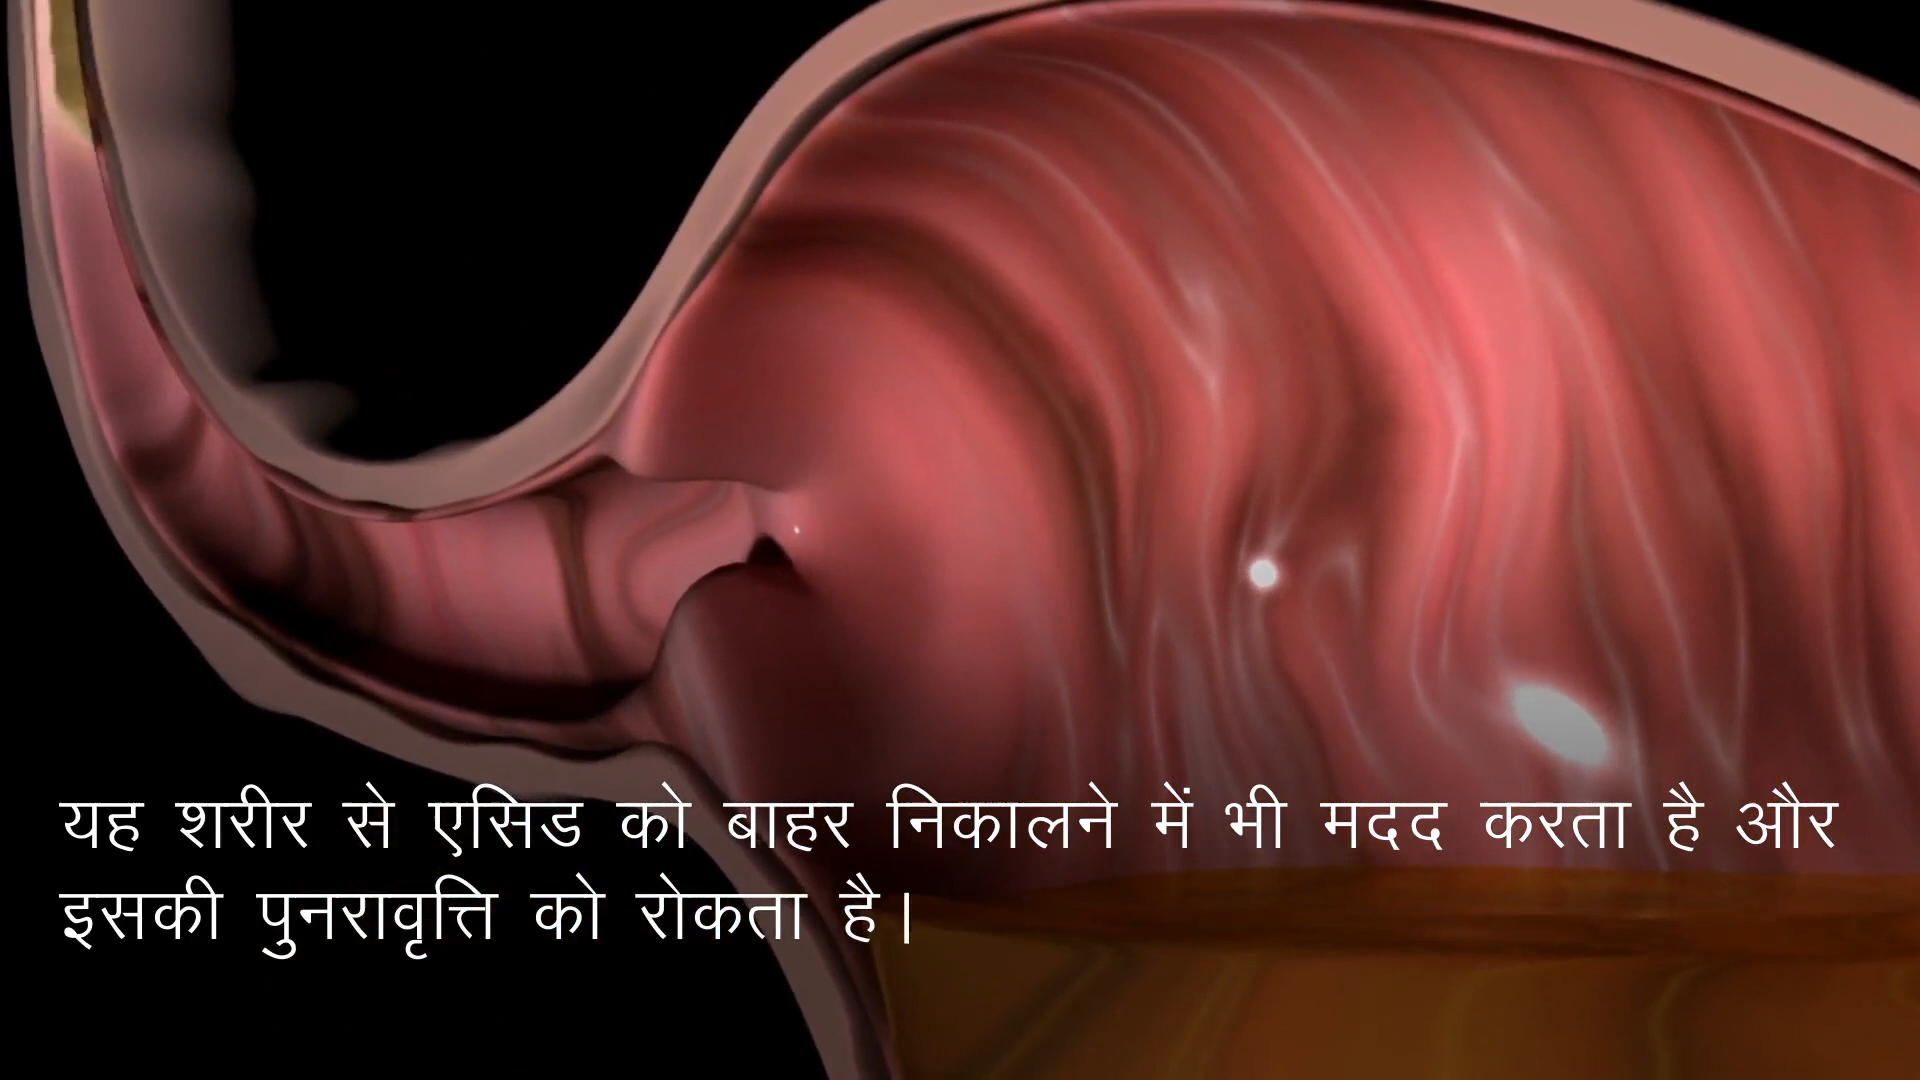 यह शरीर से एसिड को बाहर निकालने में भी मदद करता है और
इसकी पुनरावृत्ति को रोकता है।